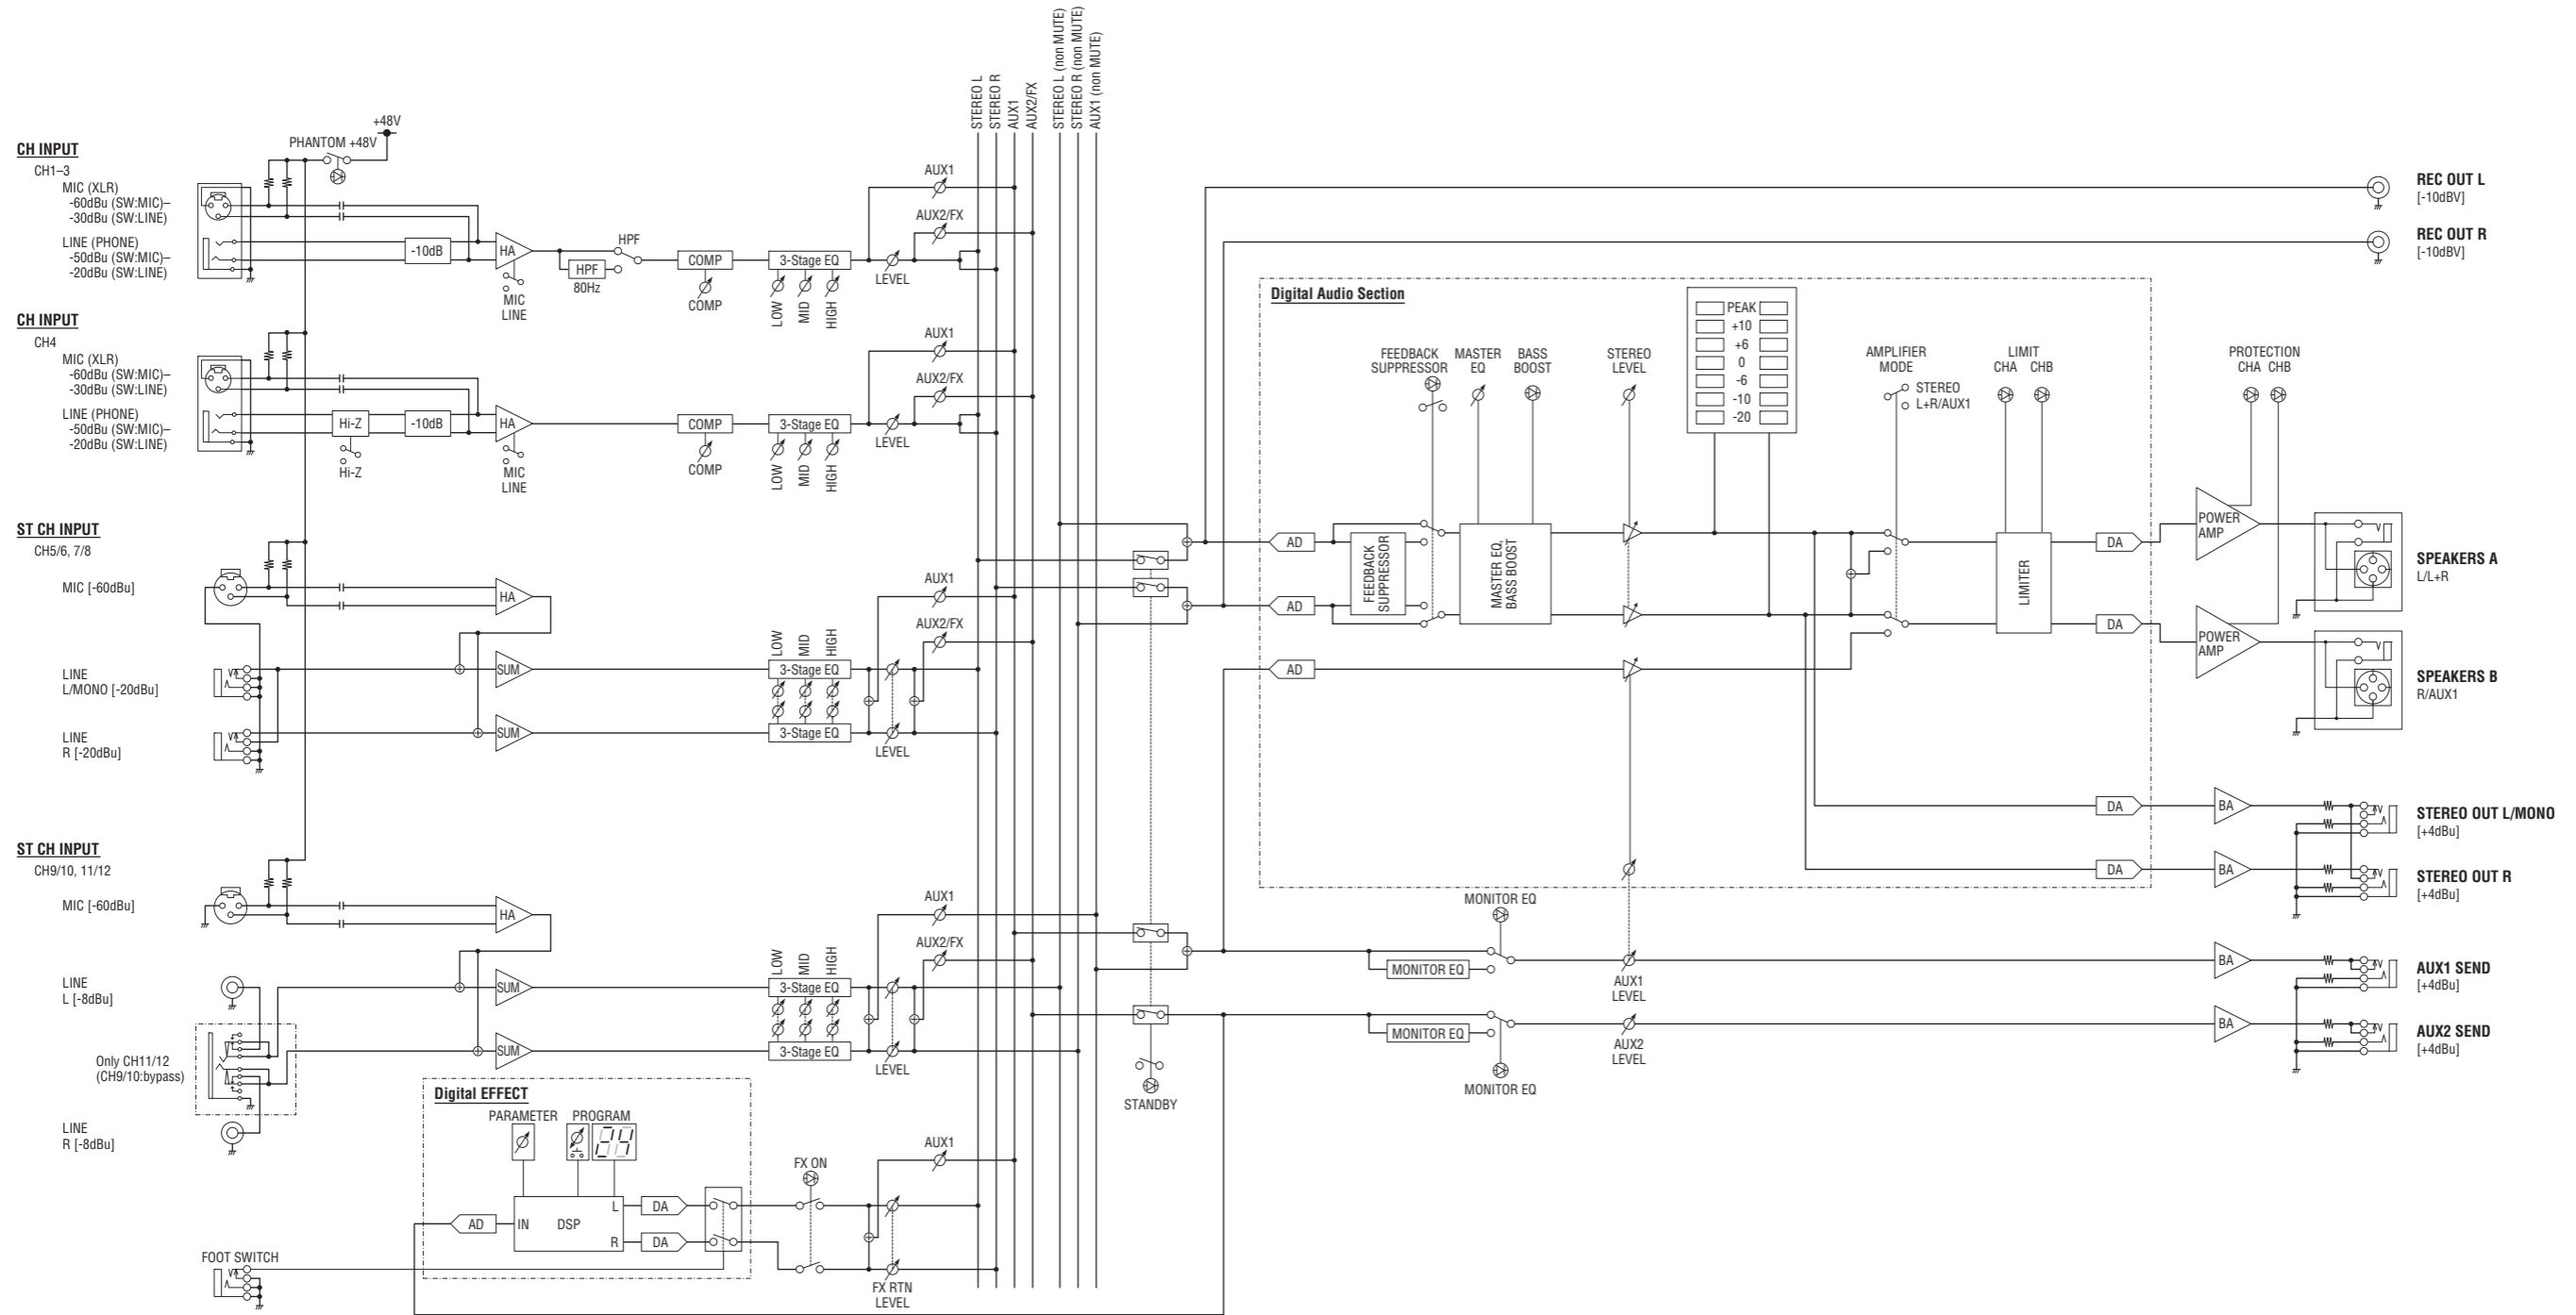 STEREO L
STEREO R
AUX1
AUX2/FX
STEREO L (non MUTE)
STEREO R (non MUTE)
AUX1 (non MUTE)
CH INPUT
CH1–3
MIC (XLR)
-60dBu (SW:MIC)–
-30dBu (SW:LINE)
LINE (PHONE)
-50dBu (SW:MIC)–
-20dBu (SW:LINE)
+48V
PHANTOM +48V
-10dB
HA
MIC
LINE
HPF
HPF
80Hz
COMP
COMP
3-Stage EQ
LOW
MID
HIGH
AUX1
AUX2/FX
LEVEL
CH INPUT
CH4
MIC (XLR)
-60dBu (SW:MIC)–
-30dBu (SW:LINE)
LINE (PHONE)
-50dBu (SW:MIC)–
-20dBu (SW:LINE)
Hi-Z
Hi-Z
-10dB
HA
MIC
LINE
COMP
COMP
3-Stage EQ
LOW
MID
HIGH
AUX1
AUX2/FX
LEVEL
ST CH INPUT
CH5/6, 7/8
MIC [-60dBu]
HA
LINE
L/MONO [-20dBu]
LINE
R [-20dBu]
SUM
SUM
LOW
MID
HIGH
3-Stage EQ
3-Stage EQ
AUX1
AUX2/FX
LEVEL
ST CH INPUT
CH9/10, 11/12
MIC [-60dBu]
HA
LINE
L [-8dBu]
Only CH11/12
(CH9/10:bypass)
LINE
R [-8dBu]
SUM
SUM
LOW
MID
HIGH
3-Stage EQ
3-Stage EQ
AUX1
AUX2/FX
LEVEL
Digital EFFECT
PARAMETER
PROGRAM
24
AD
IN
DSP
L
R
DA
DA
FX ON
AUX1
FX RTN
LEVEL
FOOT SWITCH
STANDBY
Digital Audio Section
AD
AD
AD
FEEDBACK
SUPPRESSOR
FEEDBACK
SUPPRESSOR
MASTER
EQ
BASS
BOOST
MASTER EQ,
BASS BOOST
STEREO
LEVEL
PEAK
+10
+6
0
-6
-10
-20
AMPLIFIER
MODE
STEREO
L+R/AUX1
LIMIT
CHA CHB
LIMITER
DA
DA
DA
DA
PROTECTION
CHA CHB
POWER
AMP
POWER
AMP
MONITOR EQ
MONITOR EQ
AUX1
LEVEL
MONITOR EQ
MONITOR EQ
AUX2
LEVEL
BA
BA
BA
BA
REC OUT L
[-10dBV]
REC OUT R
[-10dBV]
SPEAKERS A
L/L+R
SPEAKERS B
R/AUX1
STEREO OUT L/MONO
[+4dBu]
STEREO OUT R
[+4dBu]
AUX1 SEND
[+4dBu]
AUX2 SEND
[+4dBu]